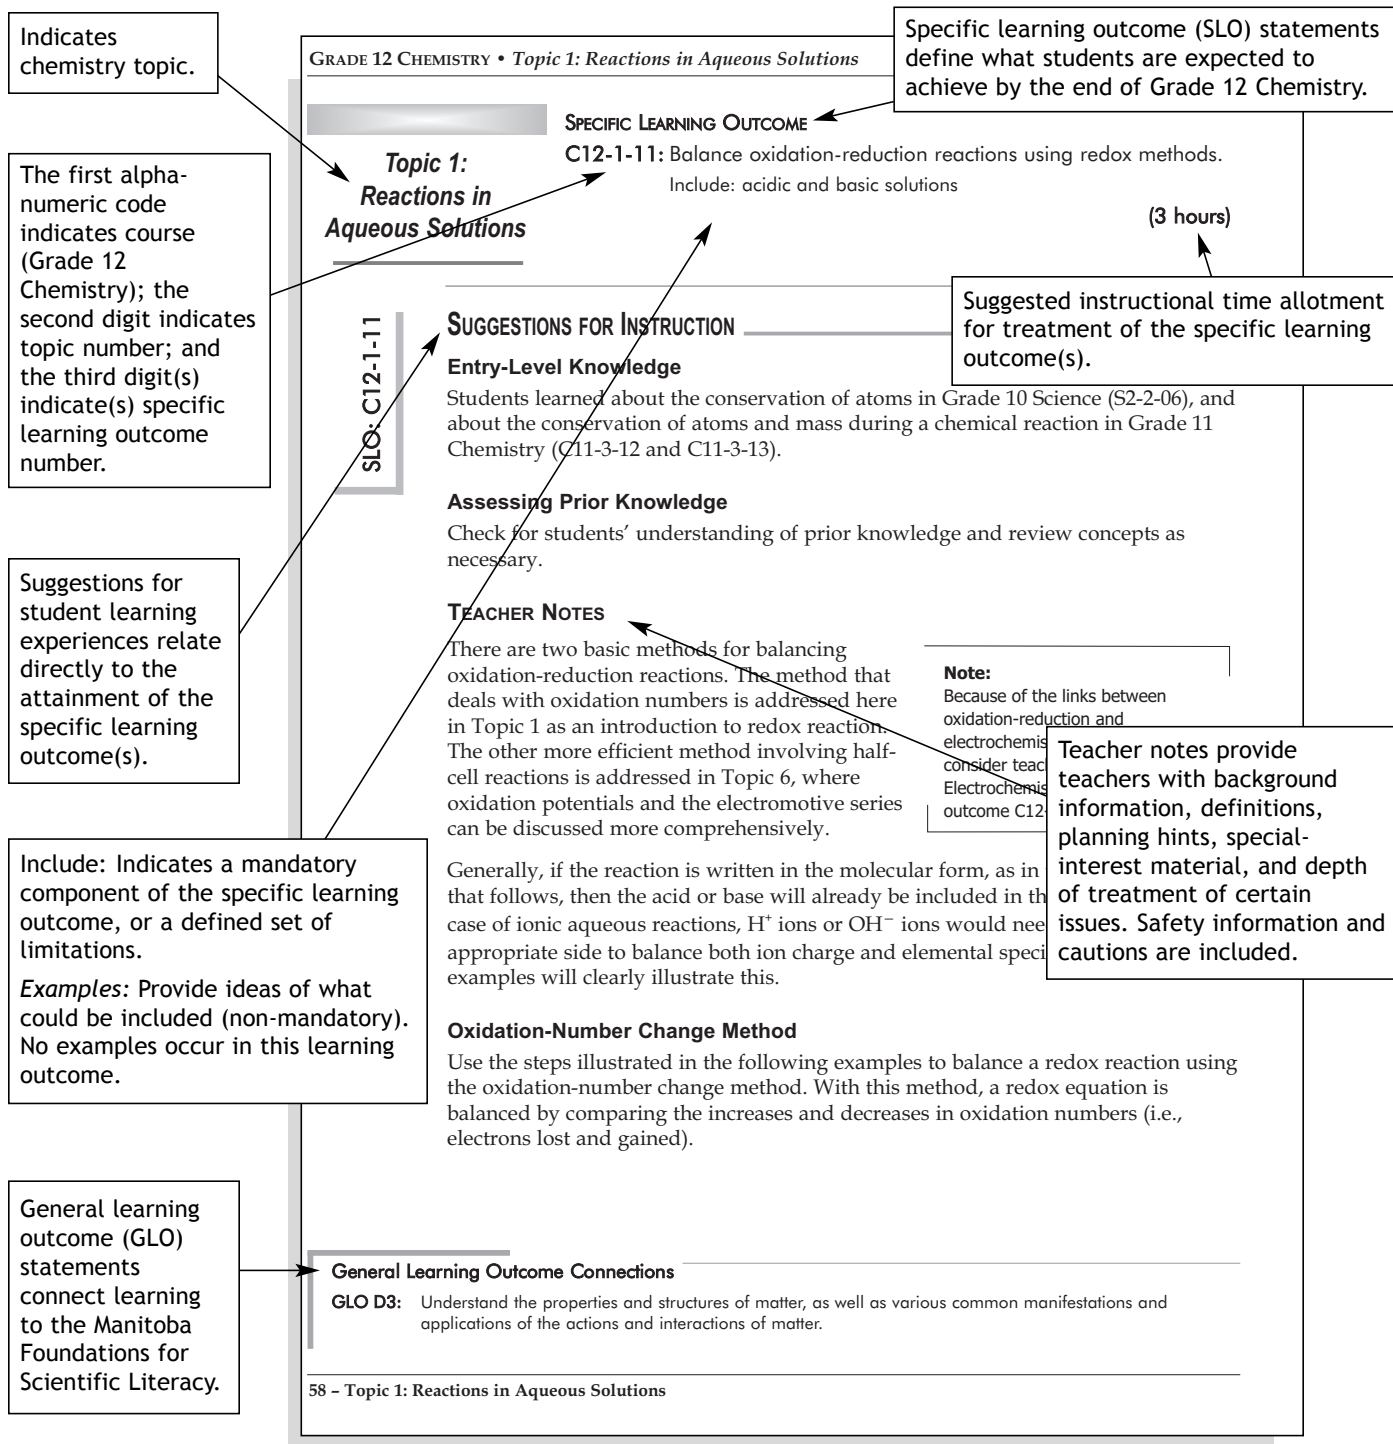 Indicates
chemistry topic.
Specific learning outcome (SLO) statements
define what students are expected to
achieve by the end of Grade 12 Chemistry.
GRADE 12 CHEMISTRY • Topic 1: Reactions in Aqueous Solutions
SPECIFIC LEARNING OUTCOME
C12-1-11: Balance oxidation-reduction reactions using redox methods.
Include: acidic and basic solutions
(3 hours)
Topic 1:
Reactions in
Aqueous Solutions
The first alpha-
numeric code
indicates course
(Grade 12
Chemistry); the
second digit indicates
topic number; and
the third digit(s)
indicate(s) specific
learning outcome
number.
Suggested instructional time allotment
for treatment of the specific learning
outcome(s).
SLO: C12-1-11
SUGGESTIONS FOR INSTRUCTION
Entry-Level Knowledge
Students learned about the conservation of atoms in Grade 10 Science (S2-2-06), and
about the conservation of atoms and mass during a chemical reaction in Grade 11
Chemistry (C11-3-12 and C11-3-13).
Assessing Prior Knowledge
Check for students' understanding of prior knowledge and review concepts as
necessary.
Suggestions for
student learning
experiences relate
directly to the
attainment of the
specific learning
outcome(s).
TEACHER NOTES
There are two basic methods for balancing
oxidation-reduction reactions. The method that
deals with oxidation numbers is addressed here
in Topic 1 as an introduction to redox reaction.
The other more efficient method involving half-
cell reactions is addressed in Topic 6, where
oxidation potentials and the electromotive series
can be discussed more comprehensively.
Note:
Because of the links between
oxidation-reduction and
electrochemis
consider teac
Electrochemis
outcome C12-
Teacher notes provide
teachers with background
information, definitions,
planning hints, special-
interest material, and depth
of treatment of certain
issues. Safety information and
cautions are included.
Include: Indicates a mandatory
component of the specific learning
outcome, or a defined set of
limitations.
Examples: Provide ideas of what
could be included (non-mandatory).
No examples occur in this learning
outcome.
Generally, if the reaction is written in the molecular form, as in
that follows, then the acid or base will already be included in th
case of ionic aqueous reactions, H⁺ ions or OH⁻ ions would nee
appropriate side to balance both ion charge and elemental speci
examples will clearly illustrate this.
Oxidation-Number Change Method
Use the steps illustrated in the following examples to balance a redox reaction using
the oxidation-number change method. With this method, a redox equation is
balanced by comparing the increases and decreases in oxidation numbers (i.e.,
electrons lost and gained).
General learning
outcome (GLO)
statements
connect learning
to the Manitoba
Foundations for
Scientific Literacy.
General Learning Outcome Connections
GLO D3: Understand the properties and structures of matter, as well as various common manifestations and
applications of the actions and interactions of matter.
58 – Topic 1: Reactions in Aqueous Solutions